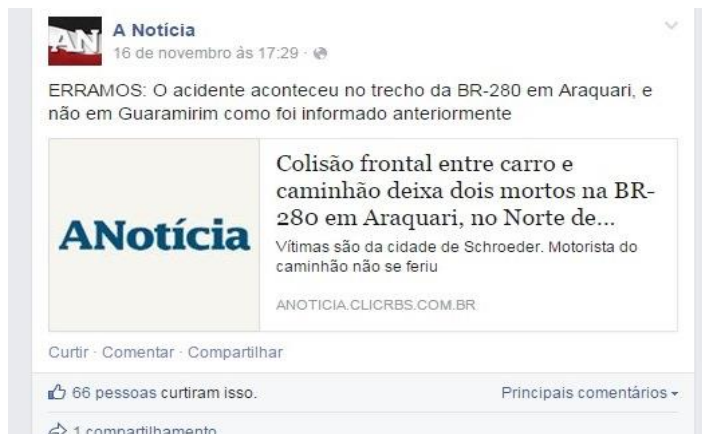 AN
A Notícia
16 de novembro às 17:29 ·
ERRAMOS: O acidente aconteceu no trecho da BR-280 em Araquari, e
não em Guaramirim como foi informado anteriormente
ANotícia
Colisão frontal entre carro e
caminhão deixa dois mortos na BR-
280 em Araquari, no Norte de...
Vítimas são da cidade de Schroeder. Motorista do
caminhão não se feriu
ANOTICIA.CLICRBS.COM.BR
Curtir · Comentar · Compartilhar
66 pessoas curtiram isso.
Principais comentários
1 compartilhamento